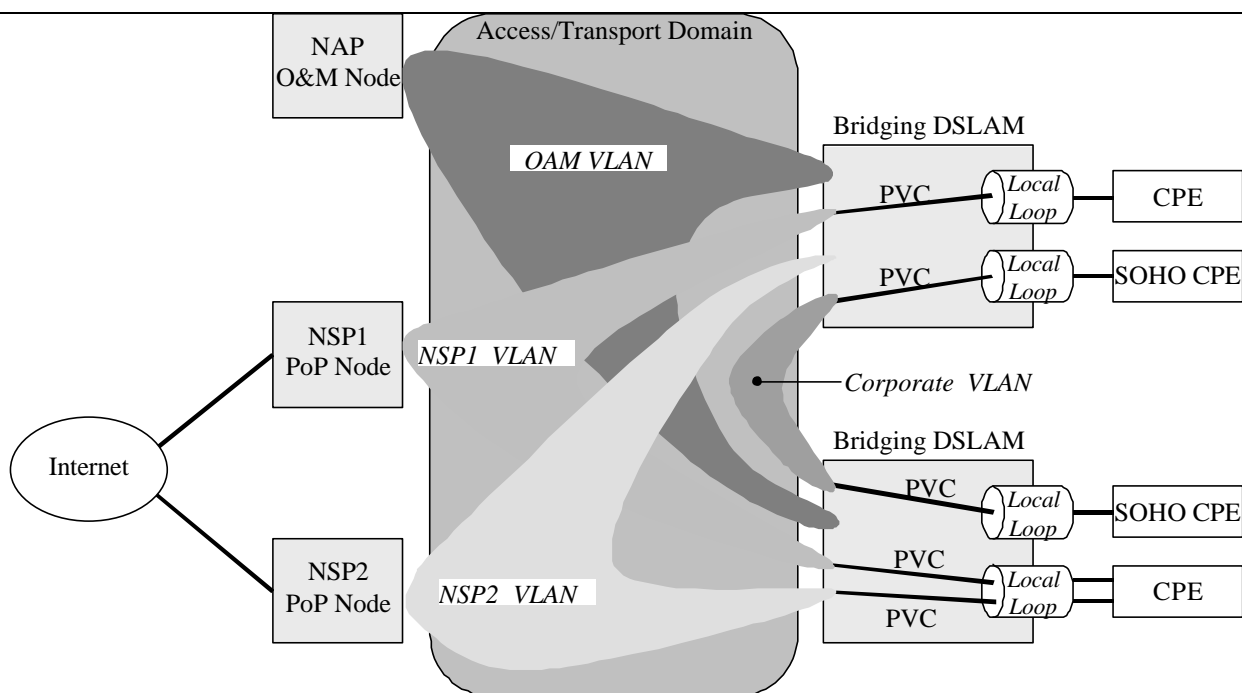 Access/Transport Domain
NAP
O&M Node
Bridging DSLAM
OAM VLAN
PVC
Local
Loop
CPE
PVC
Local
Loop
SOHO CPE
NSP1
PoP Node
NSP1 VLAN
Corporate VLAN
Bridging DSLAM
Internet
PVC
Local
Loop
SOHO CPE
NSP2
PoP Node
NSP2 VLAN
PVC
Local
Loop
CPE
PVC